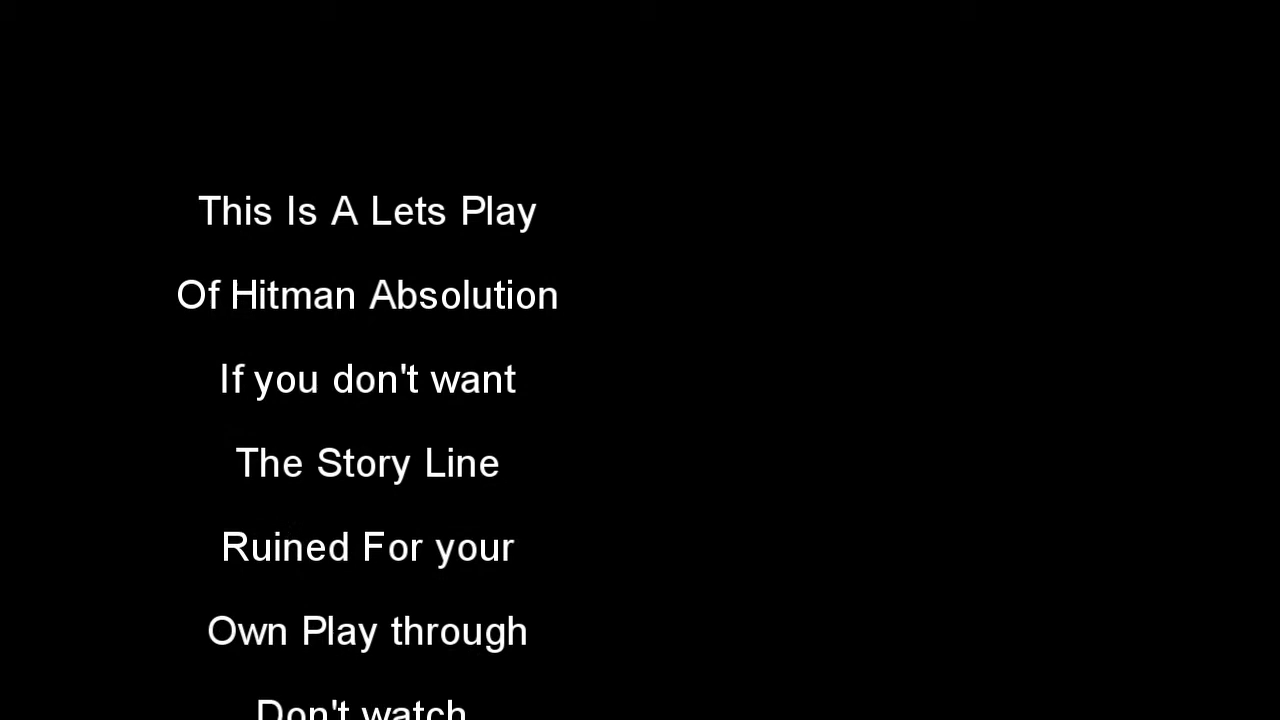 This Is A Lets Play
Of Hitman Absolution
If you don't want
The Story Line
Ruined For your
Own Play through
Don't watch